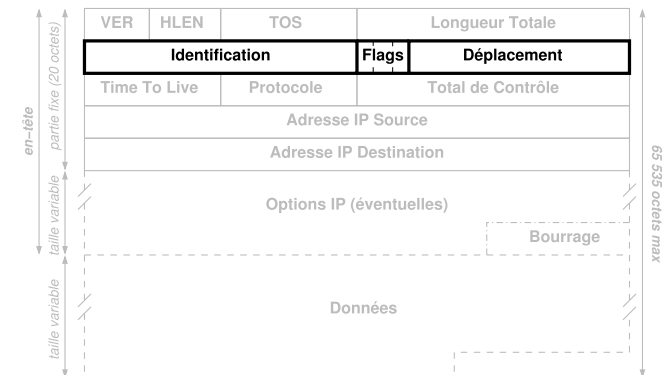 VER HLEN TOS Longueur Totale
Identification Flags Déplacement
Time To Live Protocole Total de Contrôle
Adresse IP Source
Adresse IP Destination
Options IP (éventuelles)
Bourrage
Données
en−tête
partie fixe (20 octets)
taille variable
taille variable
65 535 octets max